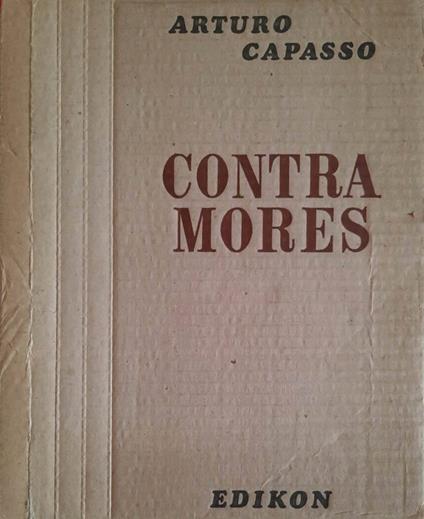 ARTURO
CAPASSO
CONTRA
MORES
EDIKON